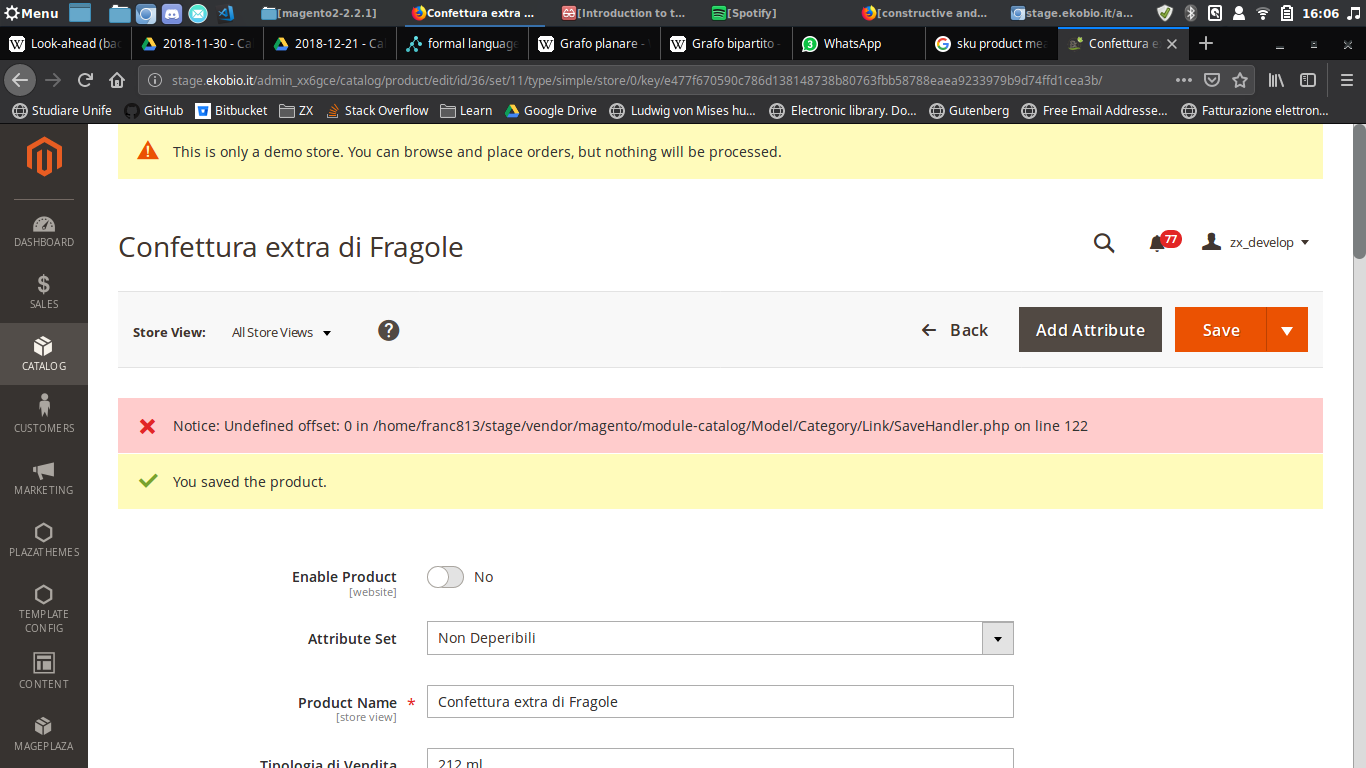 Menu [magento2-2.2.1] Confettura extra ... [Introduction to t... [Spotify] [constructive and... stage.ekobio.it/a... 16:06
Look-ahead (bac 2018-11-30 - Ca 2018-12-21 - Ca formal language Grafo planare - Grafo bipartito - WhatsApp sku product mea Confettura e
stage.ekobio.it/admin_xx6gce/catalog/product/edit/id/36/set/11/type/simple/store/0/key/e477f670590c786d138148738b80763fbb58788eaea9233979b9d74ffd1cea3b/
Studiare Unife GitHub Bitbucket ZX Stack Overflow Learn Google Drive Ludwig von Mises hu... Electronic library. Do... Gutenberg Free Email Addresse... Fatturazione elettron...
This is only a demo store. You can browse and place orders, but nothing will be processed.
Confettura extra di Fragole
77 zx_develop
DASHBOARD
SALES
CATALOG
CUSTOMERS
MARKETING
PLAZATHEMES
TEMPLATE
CONFIG
CONTENT
MAGEPLAZA
Store View: All Store Views ? Back Add Attribute Save
Notice: Undefined offset: 0 in /home/franc813/stage/vendor/magento/module-catalog/Model/Category/Link/SaveHandler.php on line 122
You saved the product.
Enable Product No
[website]
Attribute Set Non Deperibili
Product Name * Confettura extra di Fragole
[store view]
Tipologia di Vendita 212 ml